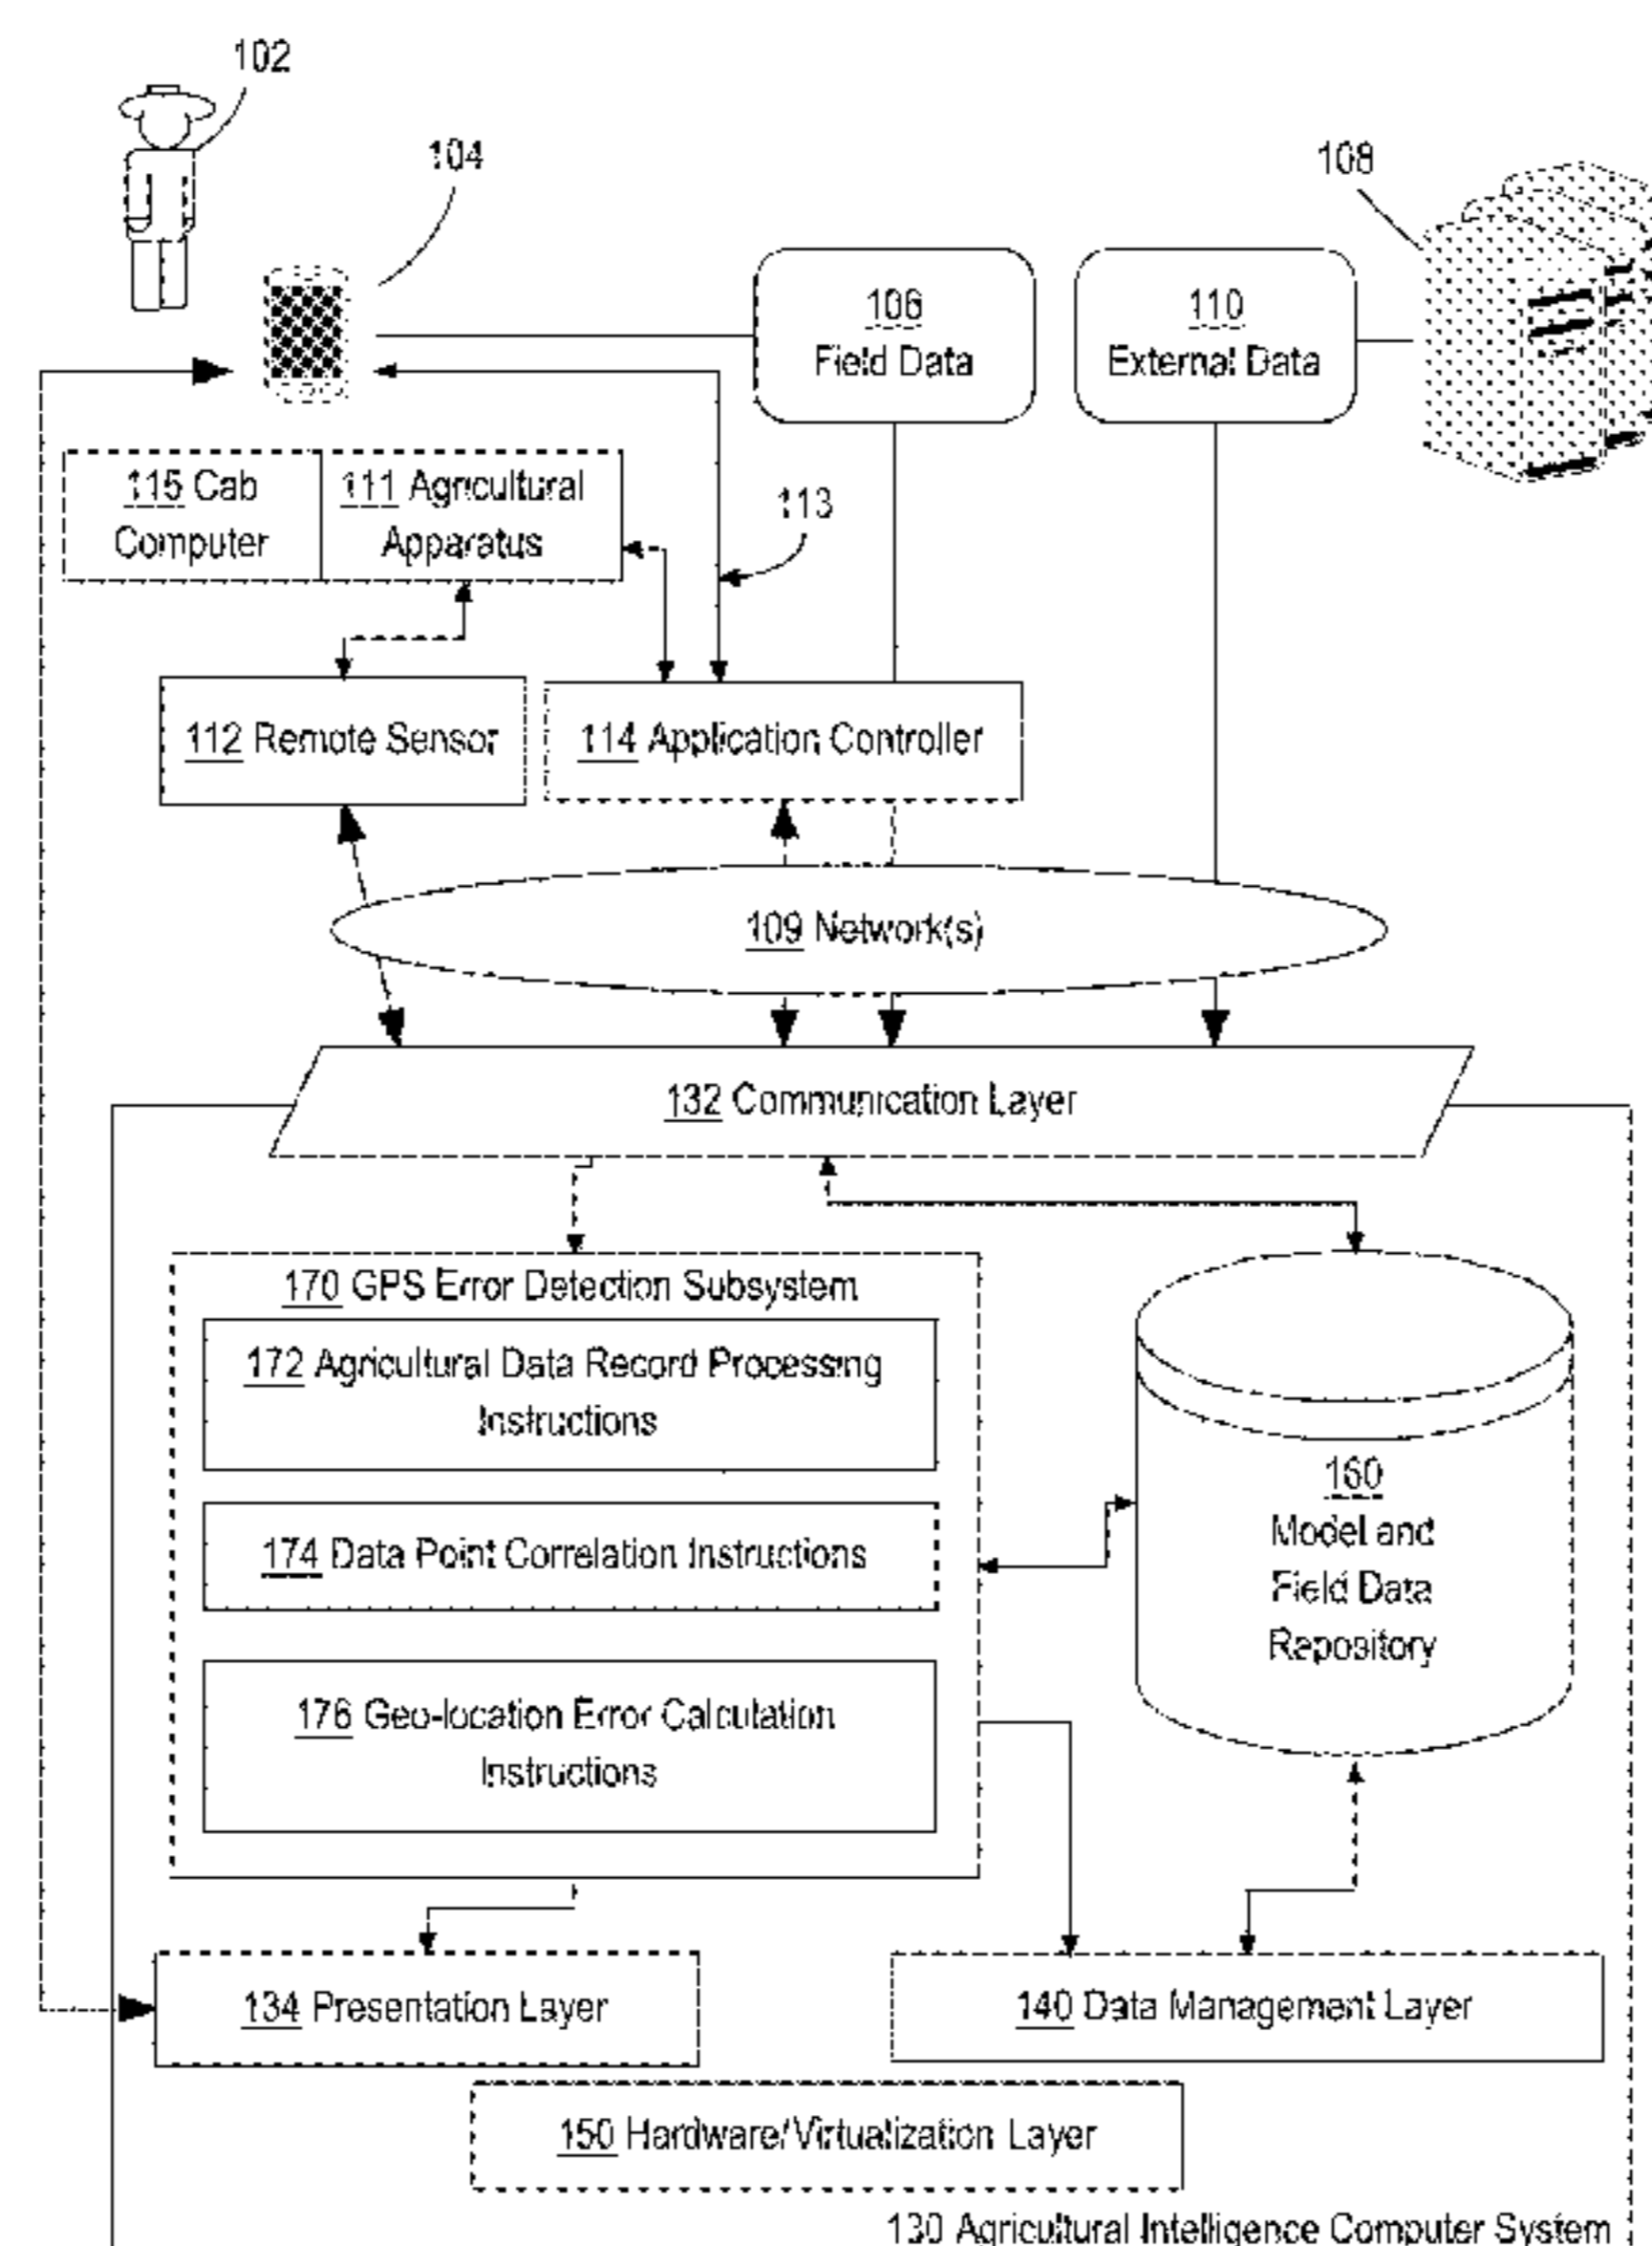 102
104
108
106
Field Data
110
External Data
115 Cab
Computer
111 Agricultural
Apparatus
113
112 Remote Sensor
114 Application Controller
109 Network(s)
132 Communication Layer
170 GPS Error Detection Subsystem
172 Agricultural Data Record Processing
Instructions
174 Data Point Correlation Instructions
176 Geo-location Error Calculation
Instructions
160
Model and
Field Data
Repository
134 Presentation Layer
140 Data Management Layer
150 Hardware/Virtualization Layer
130 Agricultural Intelligence Computer System